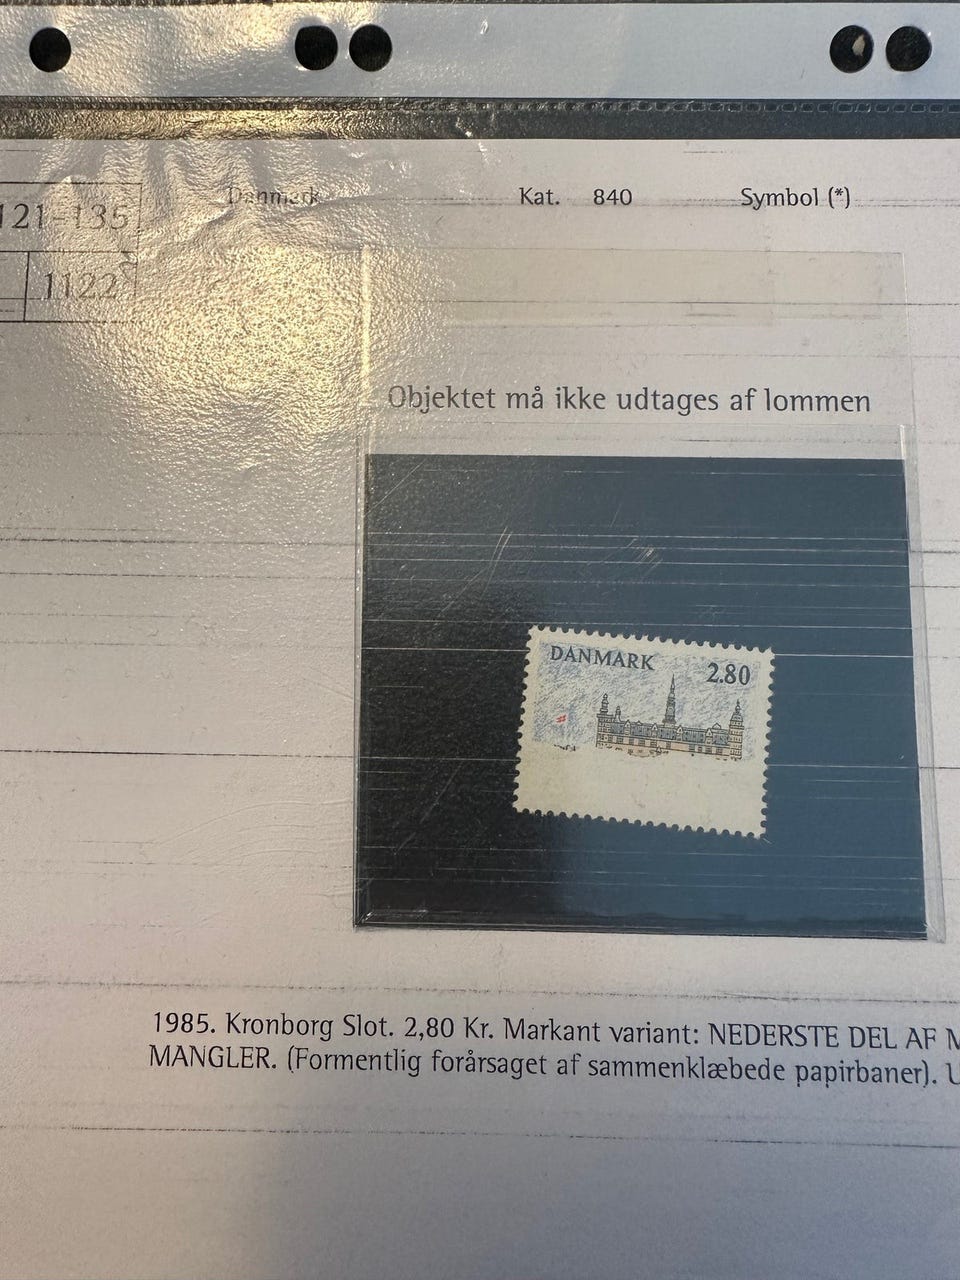 Danmark Kat. 840 Symbol (*)
121-135
1122
Objektet må ikke udtages af lommen
DANMARK 2.80
1985. Kronborg Slot. 2,80 Kr. Markant variant: NEDERSTE DEL AF
MANGLER. (Formentlig forårsaget af sammenklæbede papirbaner).